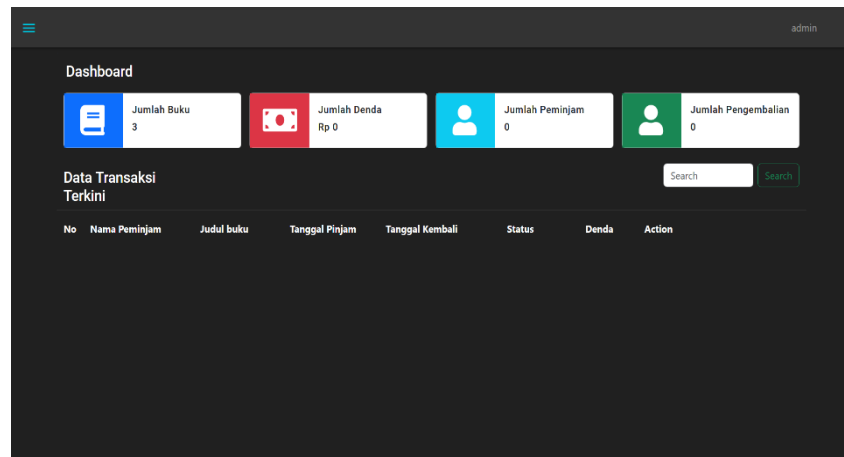 admin
Dashboard
Jumlah Buku
3
Jumlah Denda
Rp 0
Jumlah Peminjam
0
Jumlah Pengembalian
0
Data Transaksi
Terkini
Search
Search
No Nama Peminjam Judul buku Tanggal Pinjam Tanggal Kembali Status Denda Action